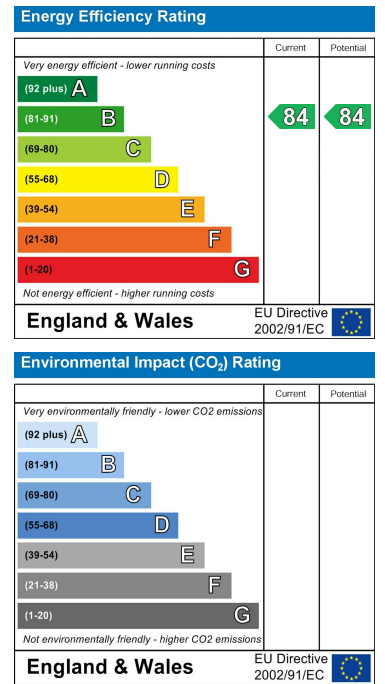 Energy Efficiency Rating
Current Potential
Very energy efficient - lower running costs
(92 plus) A
(81-91) B 84 84
(69-80) C
(55-68) D
(39-54) E
(21-38) F
(1-20) G
Not energy efficient - higher running costs
England & Wales
EU Directive
2002/91/EC
Environmental Impact (CO₂) Rating
Current Potential
Very environmentally friendly - lower CO2 emissions
(92 plus) A
(81-91) B
(69-80) C
(55-68) D
(39-54) E
(21-38) F
(1-20) G
Not environmentally friendly - higher CO2 emissions
England & Wales
EU Directive
2002/91/EC